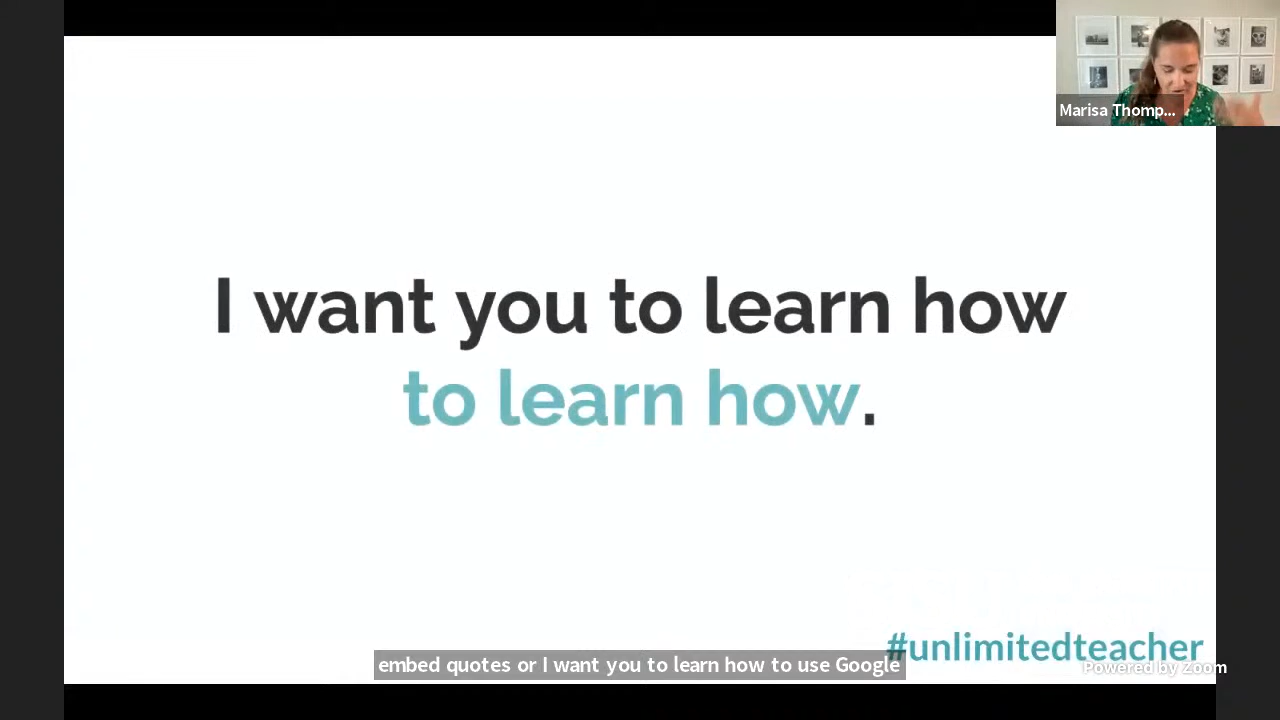 Marisa Thomp...
I want you to learn how
to learn how.
#unlimitedteacher
embed quotes or I want you to learn how to use Google
Powered by Zoom